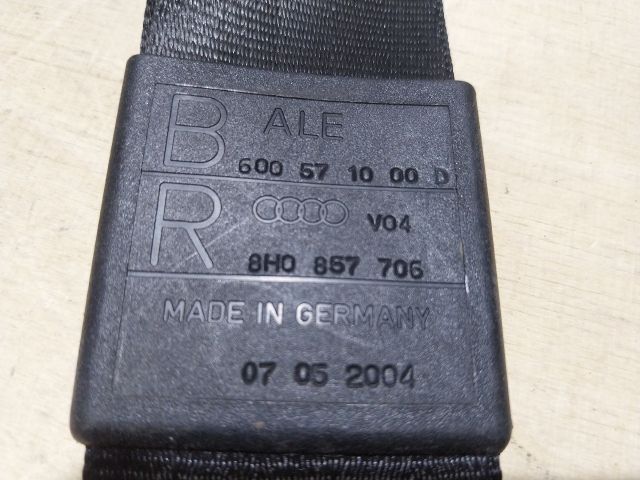 B ALE
600 57 10 00 D
R V04
8H0 857 706
MADE IN GERMANY
07 05 2004